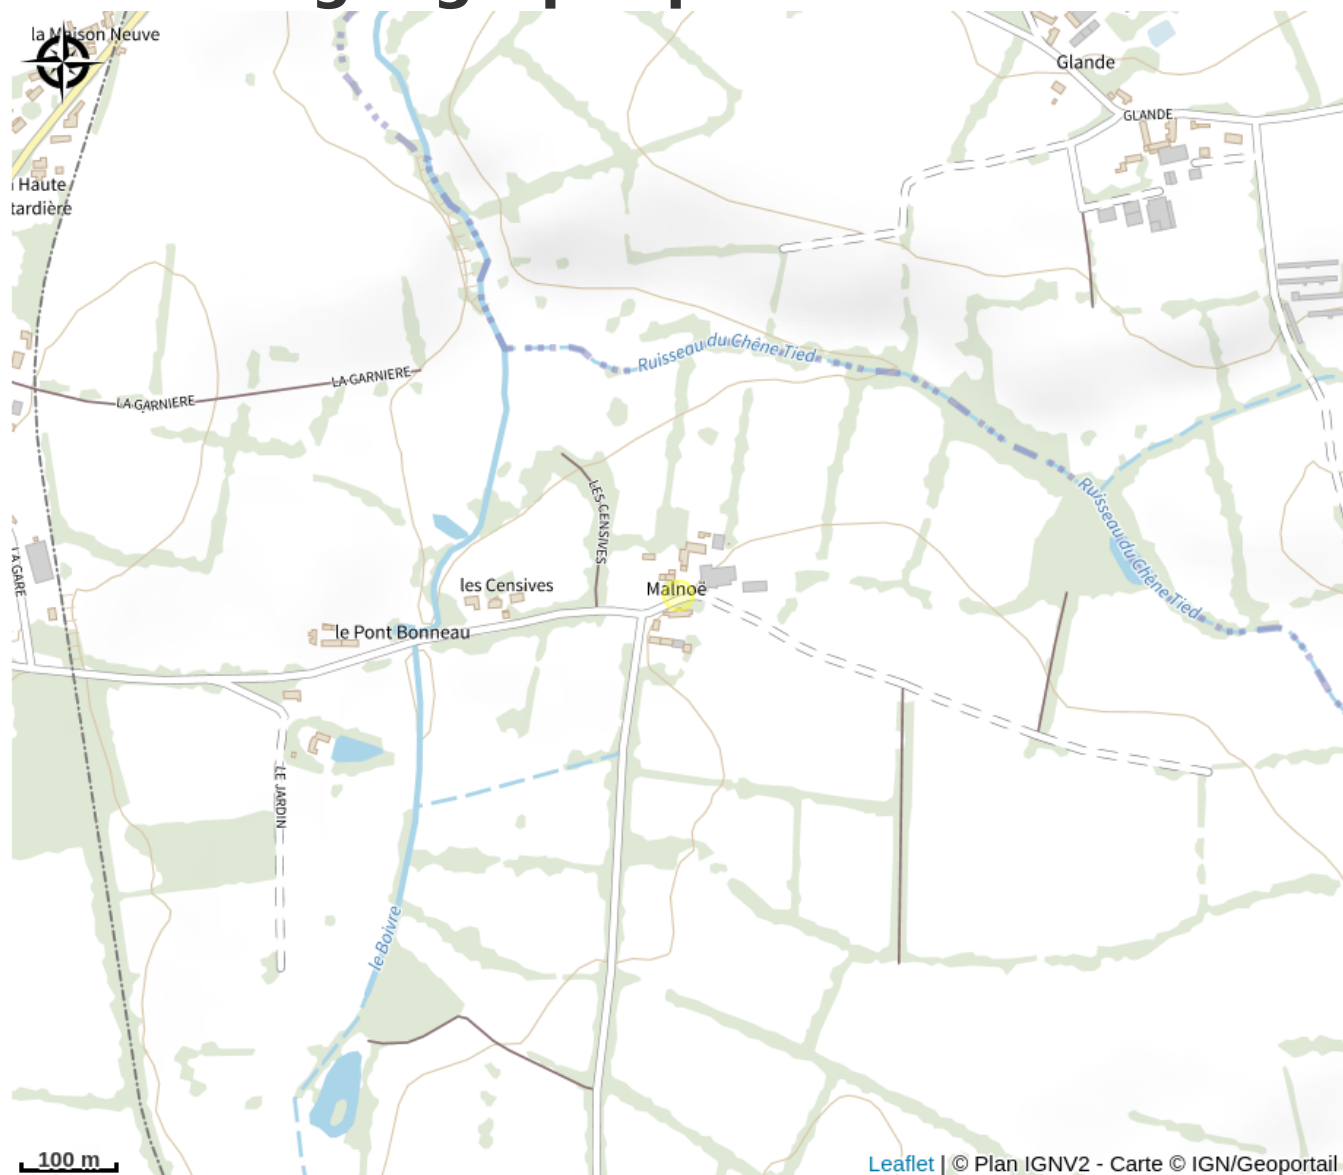 la Maison Neuve
Glande
GLANDE
Haute
tardière
Ruisseau du Chêne Tied
LA GARNIERE
LA GARNIERE
LES CENSIVES
Ruisseau du Chêne Tied
LA GARE
les Censives
Malnoë
le Pont Bonneau
LE JARDIN
le Boivre
100 m
Leaflet | © Plan IGNV2 - Carte © IGN/Geoportail